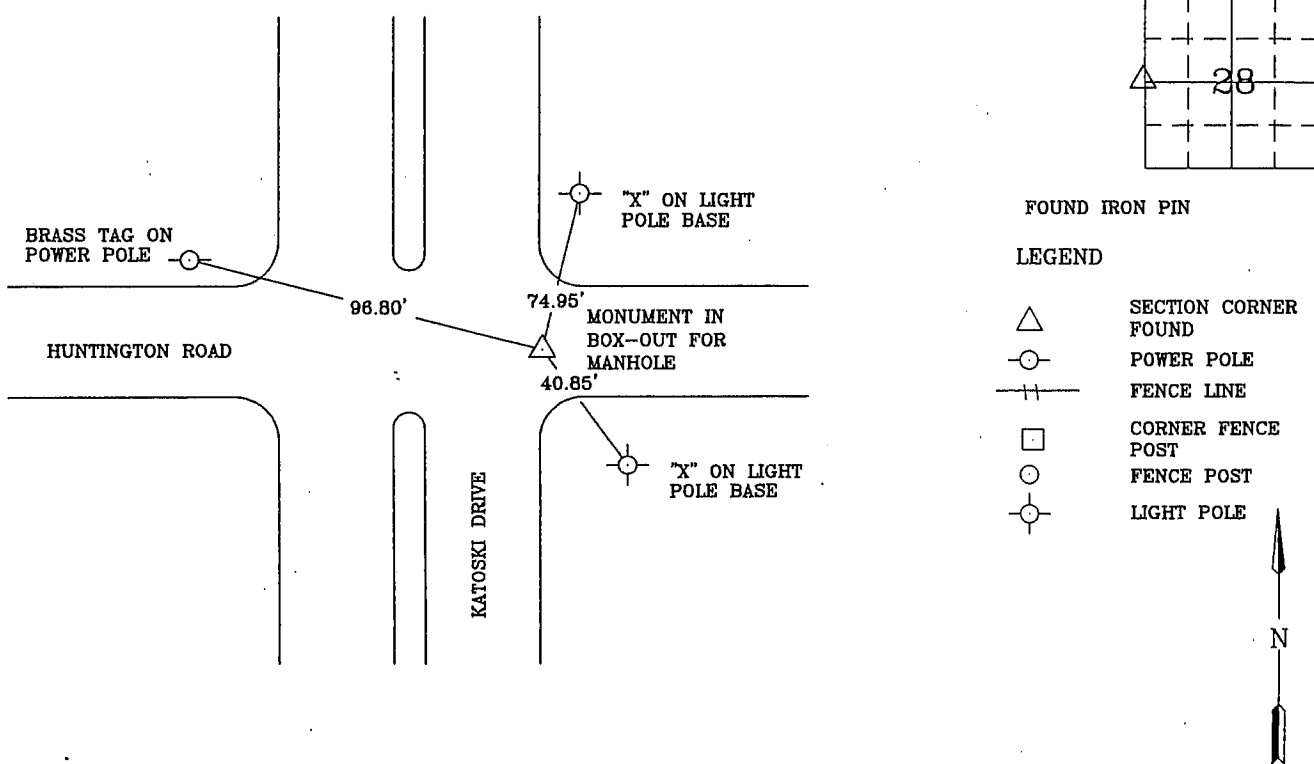 28
FOUND IRON PIN
LEGEND
SECTION CORNER
FOUND
POWER POLE
FENCE LINE
CORNER FENCE
POST
FENCE POST
LIGHT POLE
N
BRASS TAG ON
POWER POLE
"X" ON LIGHT
POLE BASE
96.80'
74.95'
MONUMENT IN
BOX-OUT FOR
MANHOLE
HUNTINGTON ROAD
40.85'
"X" ON LIGHT
POLE BASE
KATOSKI DRIVE